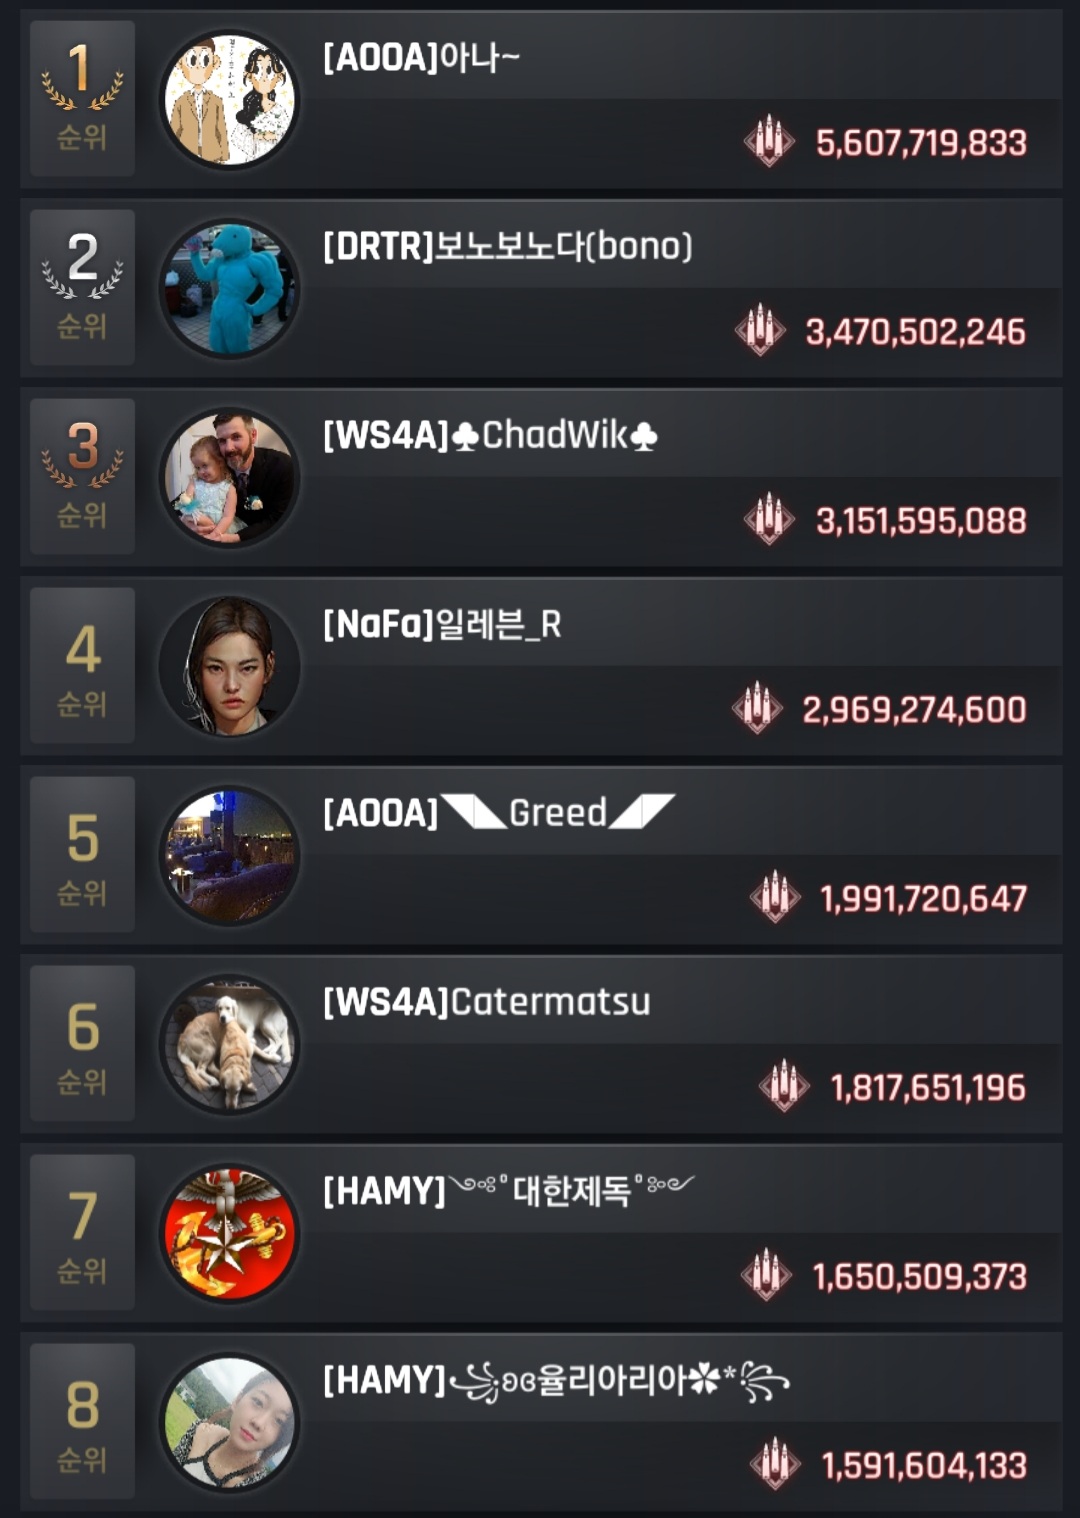 1
순위
[AOOA]아나~
5,607,719,833
2
순위
[DRTR]보노보노다(bono)
3,470,502,246
3
순위
[WS4A]♣ChadWik♣
3,151,595,088
4
순위
[NaFa]일레븐_R
2,969,274,600
5
순위
[AOOA]◥◣Greed◢◤
1,991,720,647
6
순위
[WS4A]Catermatsu
1,817,651,196
7
순위
[HAMY]༺༻°대한제독°༺༻
1,650,509,373
8
순위
[HAMY]꧁ʚɞ율리아리아✽*꧂
1,591,604,133